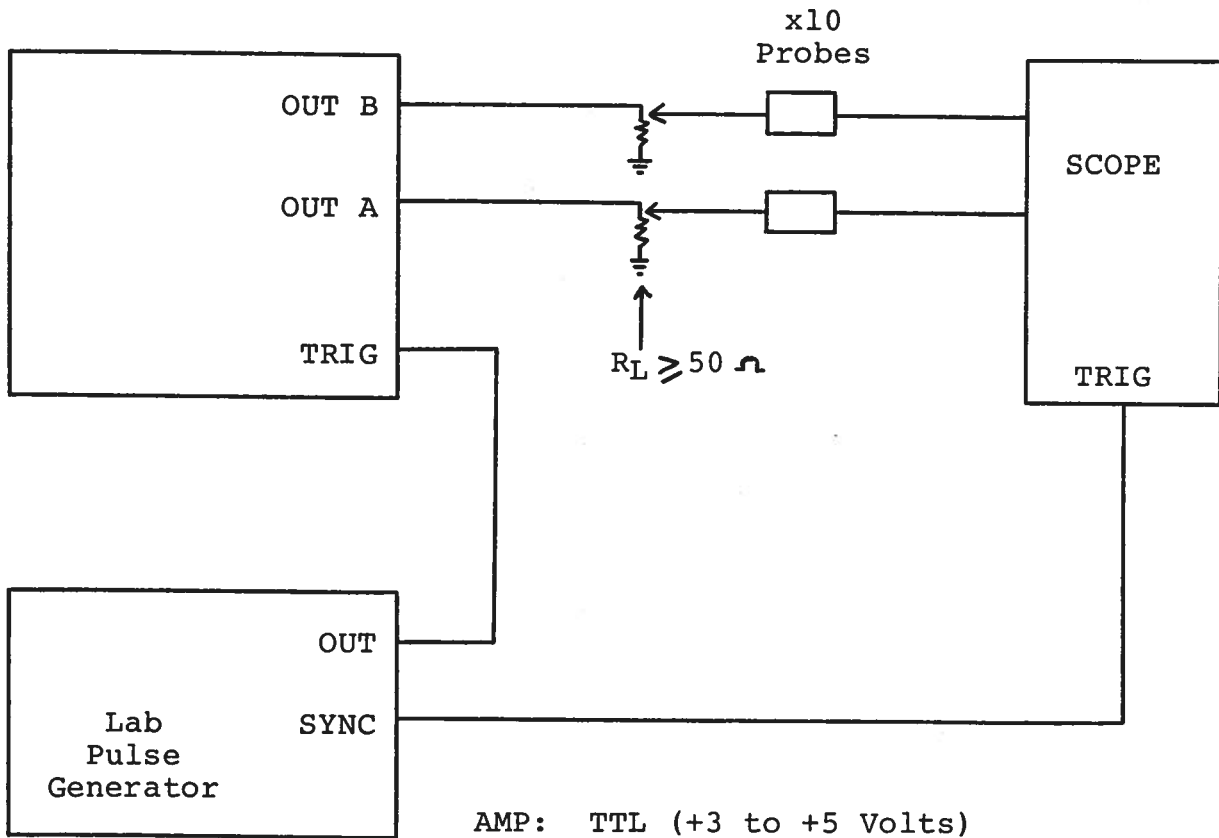 x10
Probes
OUT B
OUT A
TRIG
SCOPE
TRIG
R_L ≥ 50 Ω
OUT
SYNC
Lab
Pulse
Generator
AMP: TTL (+3 to +5 Volts)